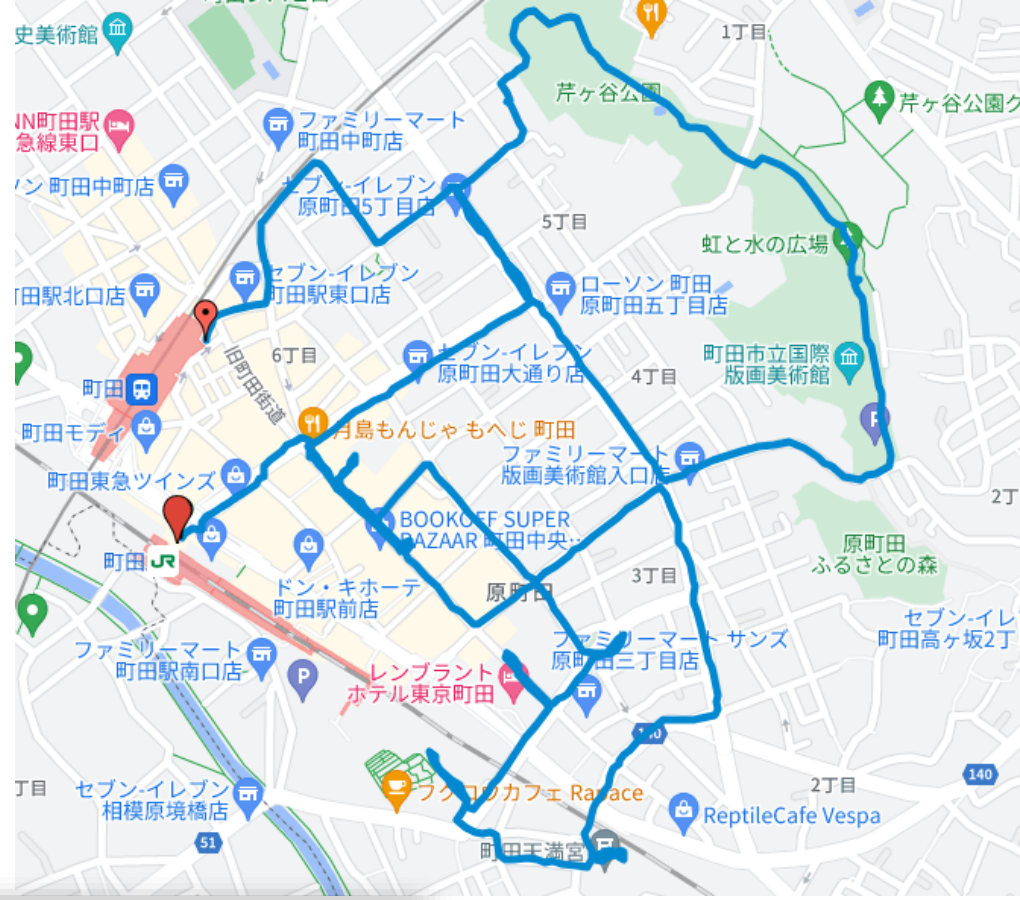 史美術館
1丁目
芹ヶ谷公園
芹ヶ谷公園ク
NN町田駅
急線東口
ファミリーマート
町田中町店
ソン 町田中町店
セブン-イレブン
原町田5丁目店
5丁目
虹と水の広場
町田駅北口店
セブン-イレブン
町田駅東口店
ローソン 町田
原町田五丁目店
旧町田街道
6丁目
セブン-イレブン
原町田大通り店
4丁目
町田市立国際
版画美術館
町田
P
町田モディ
月島もんじゃ もへじ 町田
ファミリーマート
版画美術館入口店
町田東急ツインズ
2丁
BOOKOFF SUPER
BAZAAR 町田中央…
町田
JR
原町田
ふるさとの森
ドン・キホーテ
町田駅前店
原町田
3丁目
セブン-イレ
町田高ヶ坂2丁
ファミリーマート
町田駅南口店
ファミリーマート サンズ
原町田三丁目店
P
レンブラント
ホテル東京町田
140
丁目
セブン-イレブン
相模原境橋店
フクロウカフェ Rapace
2丁目
140
ReptileCafe Vespa
51
町田天満宮